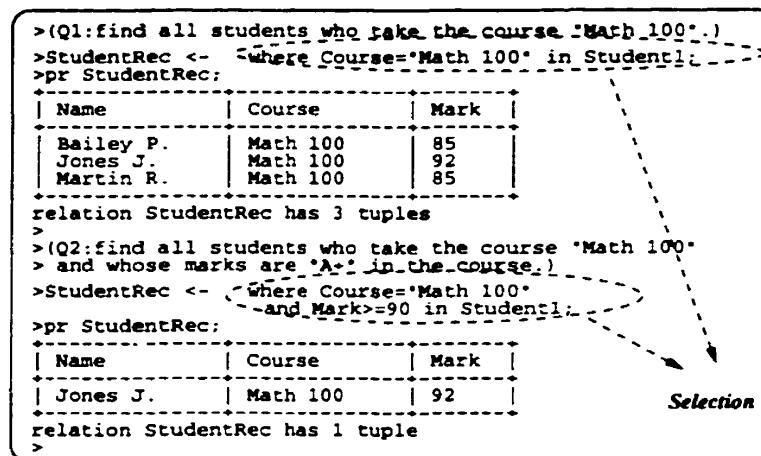 >(Q1:find all students who take the course "Math 100".)
>StudentRec <- where Course="Math 100" in Student1;
>pr StudentRec;
| Name | Course | Mark |
| Bailey P. | Math 100 | 85
| Jones J. | Math 100 | 92
| Martin R. | Math 100 | 85
relation StudentRec has 3 tuples
>
>(Q2:find all students who take the course "Math 100"
> and whose marks are "A+" in the course.)
>StudentRec <- where Course="Math 100"
and Mark>=90 in Student1;
>pr StudentRec;
| Name | Course | Mark |
| Jones J. | Math 100 | 92 |
Selection
relation StudentRec has 1 tuple
>